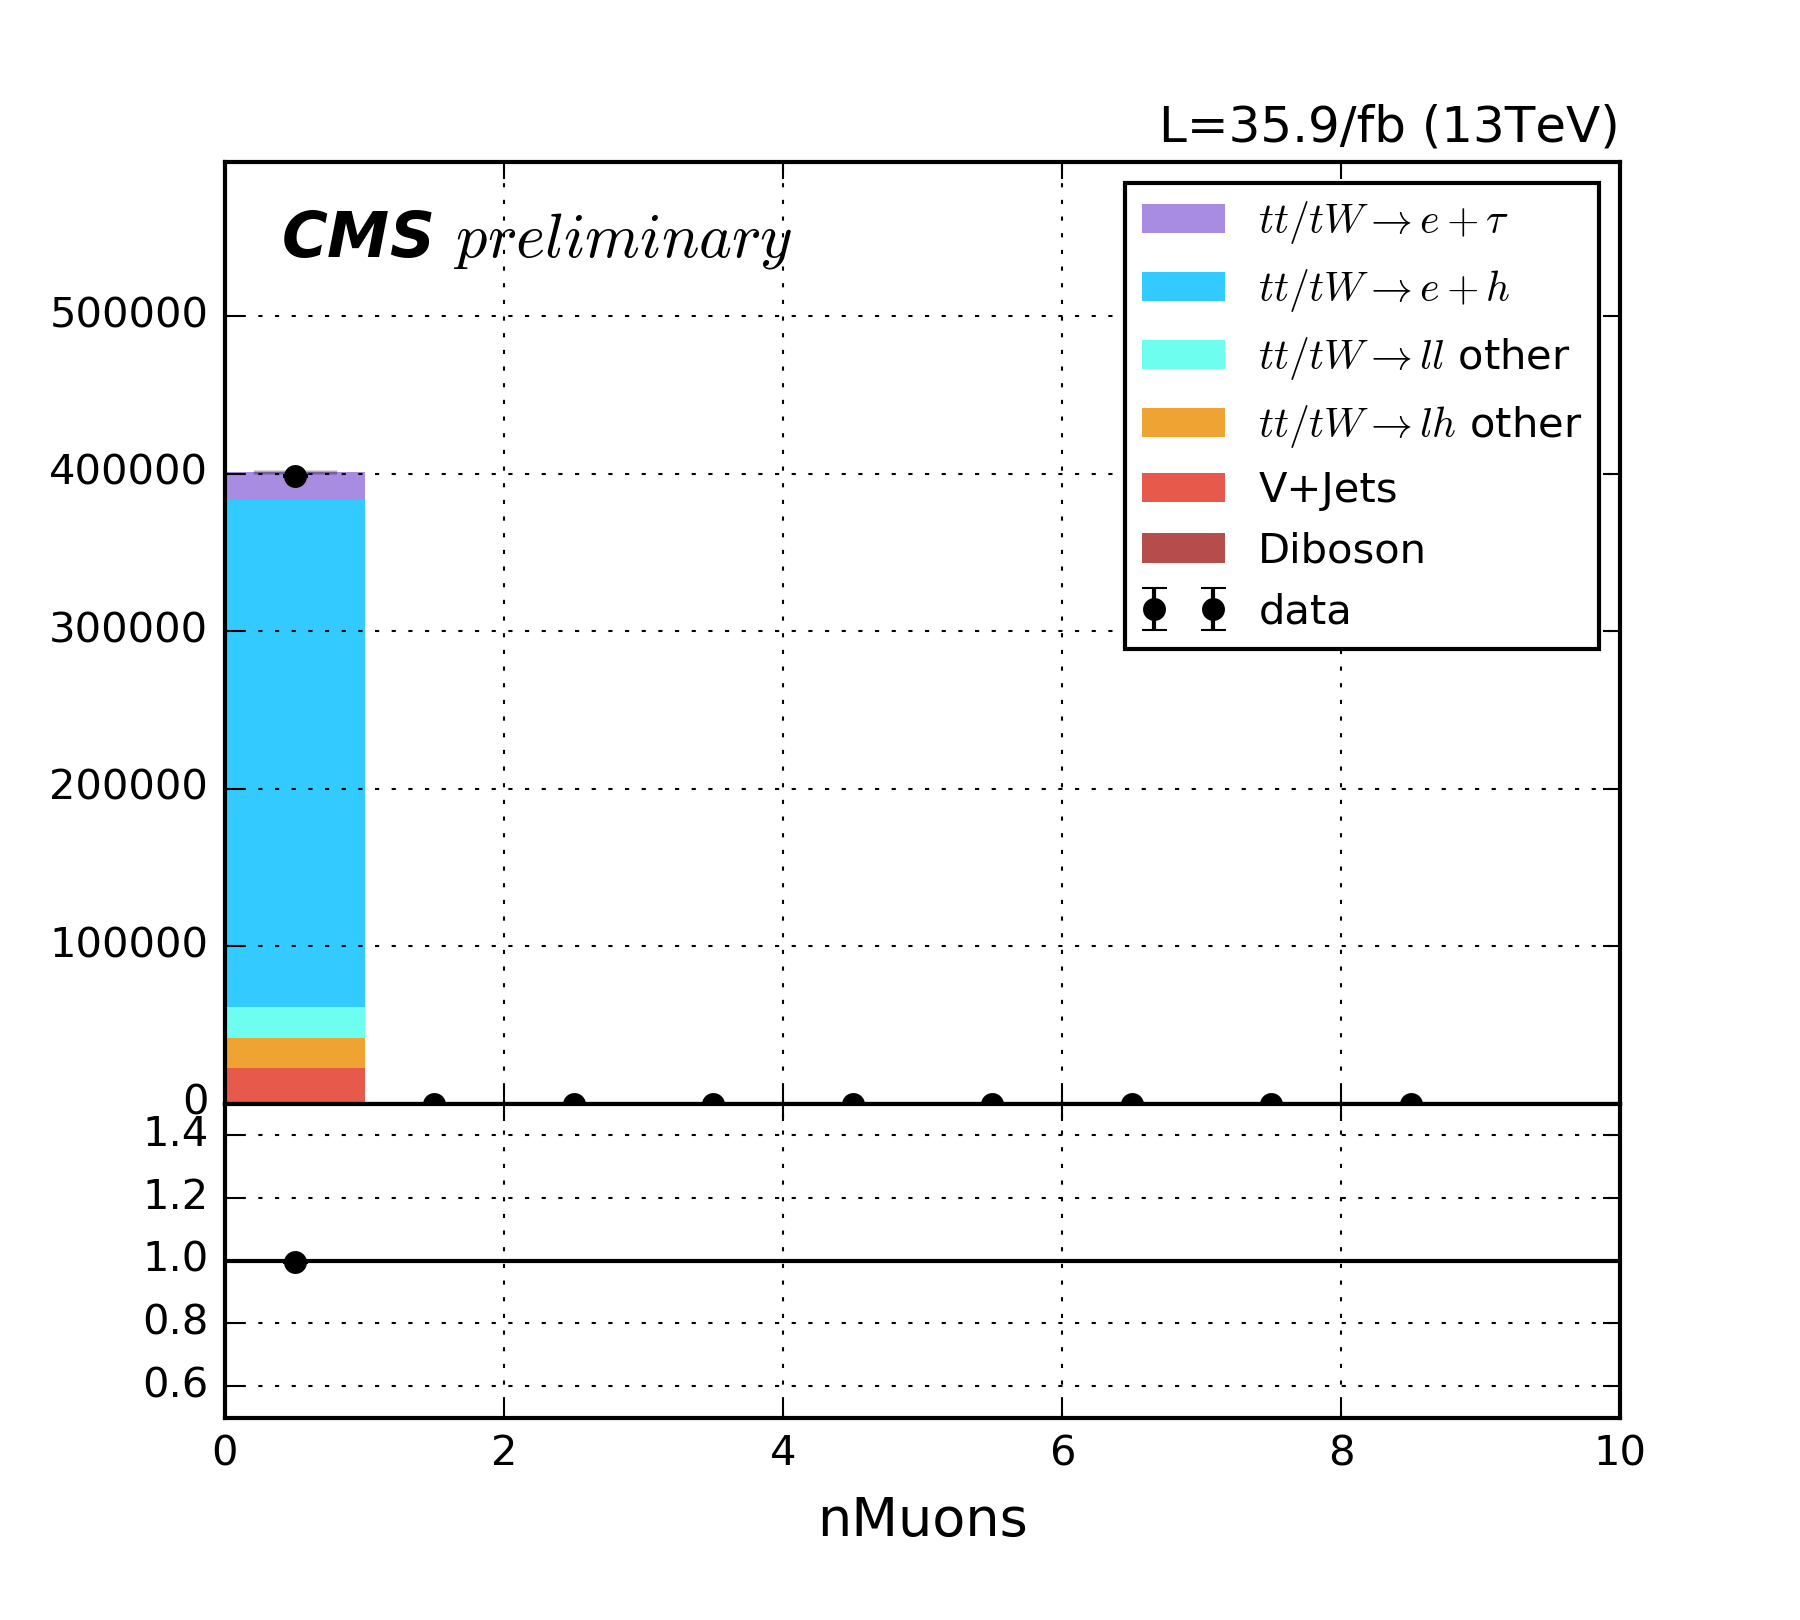 L=35.9/fb (13TeV)
CMS preliminary
tt/tW→e+τ
tt/tW→e+h
tt/tW→ll other
tt/tW→lh other
V+Jets
Diboson
data
500000
400000
300000
200000
100000
0
1.4
1.2
1.0
0.8
0.6
0 2 4 6 8 10
nMuons